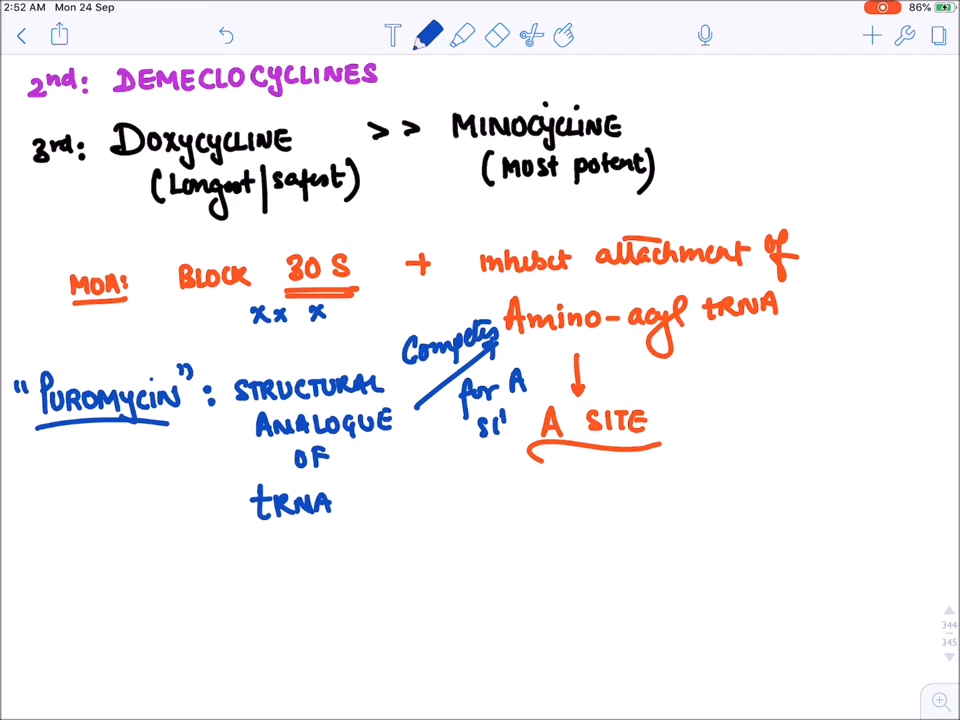 2:52 AM Mon 24 Sep 86%
2nd: DEMECLOCYCLINES
3rd: DOXYCYCLINE >> MINOCYCLINE
(Longest/safest) (Most potent)
MOA: BLOCK 30 S + inhibit attachment of
x x x Amino-acyl tRNA
Competes
"PUROMYCIN": STRUCTURAL for A
ANALOGUE si A SITE
OF
tRNA
344
345